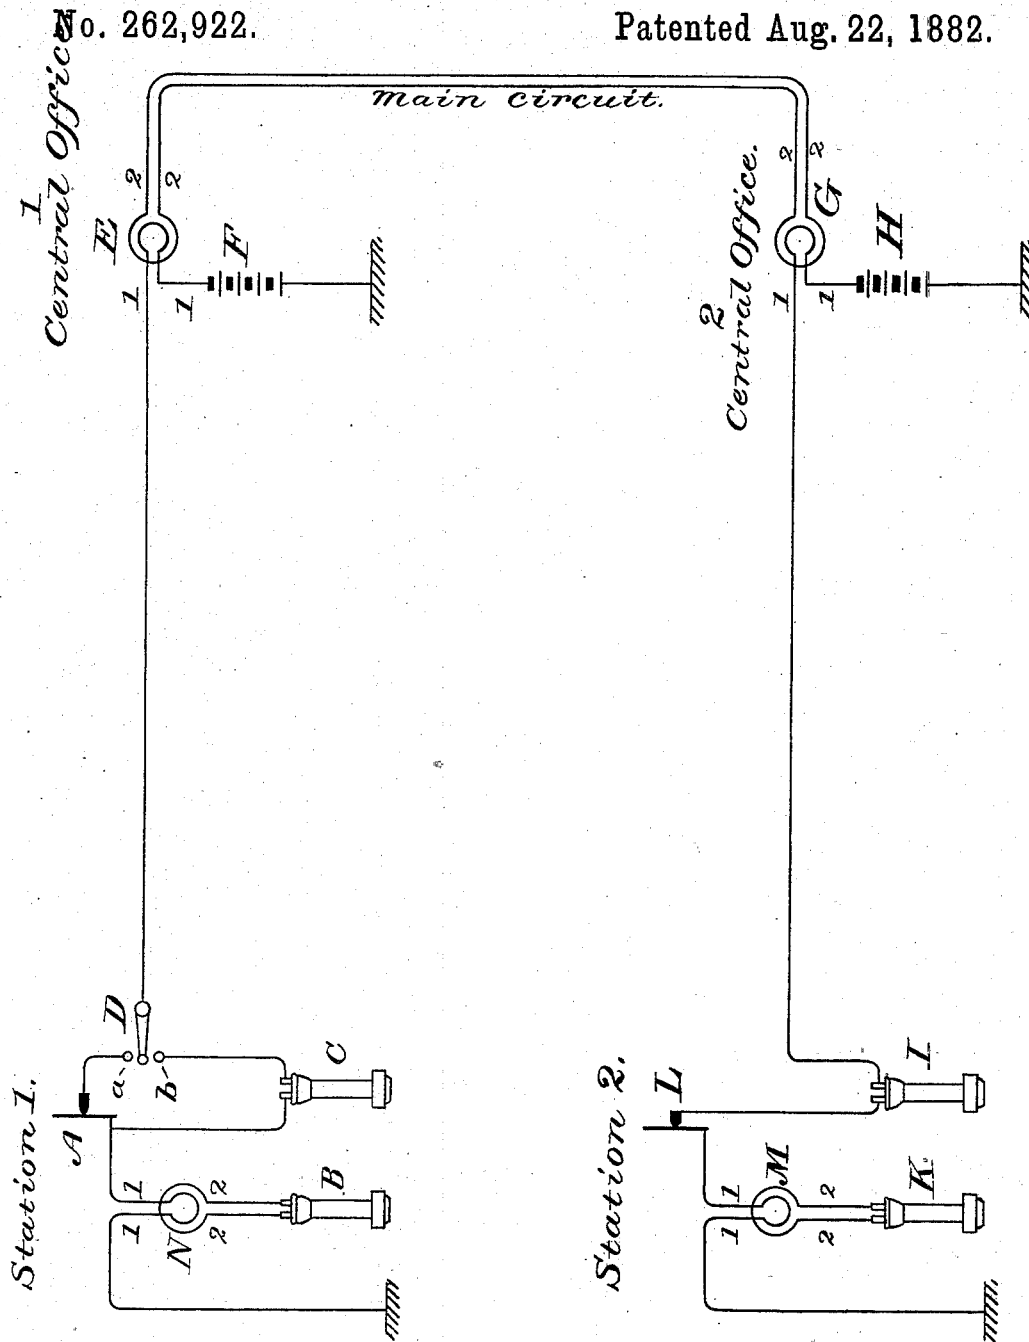 No. 262,922.
Patented Aug. 22, 1882.
main circuit.
1
Central Office
E
2
2
1
1
F
2
Central Office.
2
2
G
1
1
H
Station 1.
A
a
b
D
C
1
1
N
2
2
B
Station 2.
L
I
1
1
M
2
2
K.